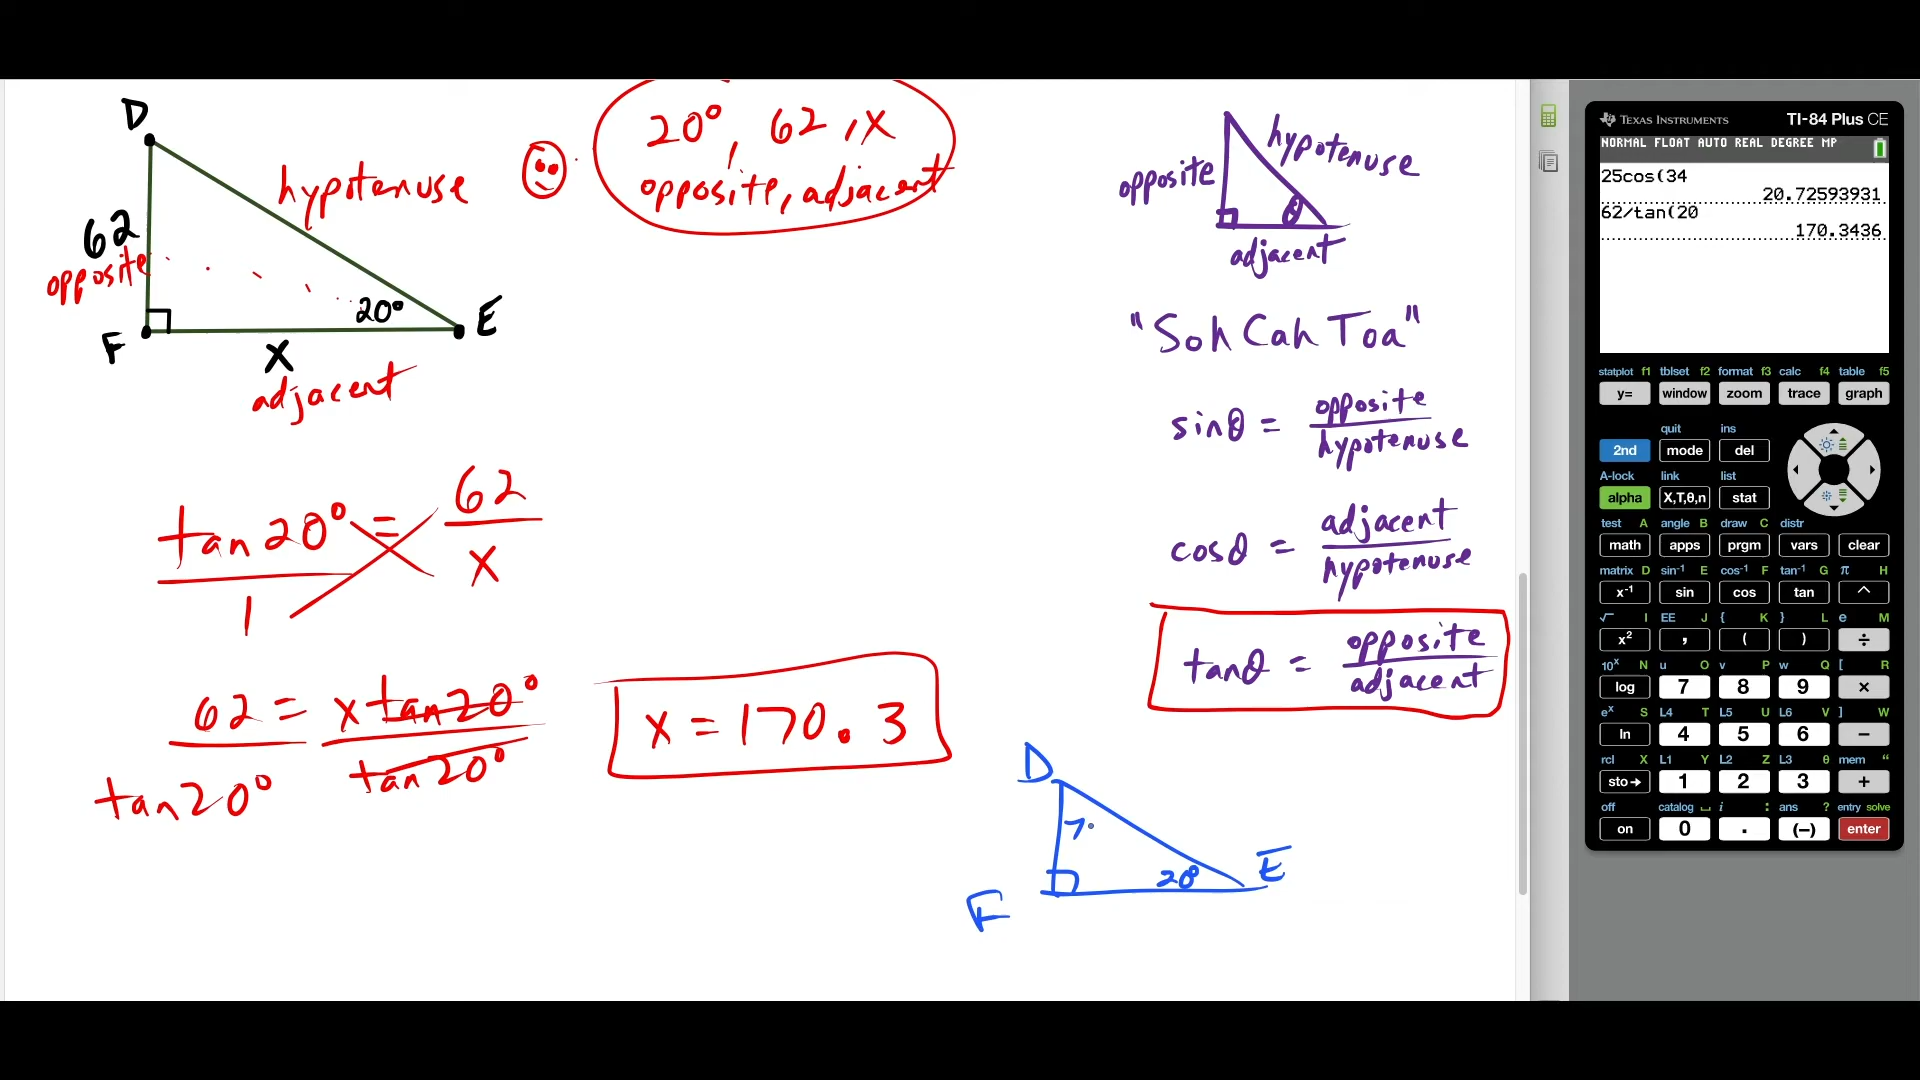 D
62
opposite
hypotenuse
20°
F
E
x
adjacent
20°, 62, x
opposite, adjacent
tan 20° = 62
1 x
62 = x tan 20°
tan 20° tan 20°
x = 170.3
opposite
hypotenuse
θ
adjacent
"Soh Cah Toa"
sinθ = opposite
hypotenuse
cosθ = adjacent
hypotenuse
tanθ = opposite
adjacent
D
7
20°
E
F
TEXAS INSTRUMENTS TI-84 Plus CE
NORMAL FLOAT AUTO REAL DEGREE MP
25cos(34
20.72593931
62/tan(20
170.3436
statplot f1 tblset f2 format f3 calc f4 table f5
y= window zoom trace graph
quit ins
2nd mode del
A-lock link list
alpha X,T,θ,n stat
test A angle B draw C distr
math apps prgm vars clear
matrix D sin⁻¹ E cos⁻¹ F tan⁻¹ G π H
x⁻¹ sin cos tan ^
√ I EE J { K } L e M
x² , ( ) ÷
10ˣ N u O v P w Q [ R
log 7 8 9 ×
eˣ S L4 T L5 U L6 V ] W
ln 4 5 6 −
rcl X L1 Y L2 Z L3 θ mem "
sto→ 1 2 3 +
off catalog ⎵ i : ans ? entry solve
on 0 . (–) enter